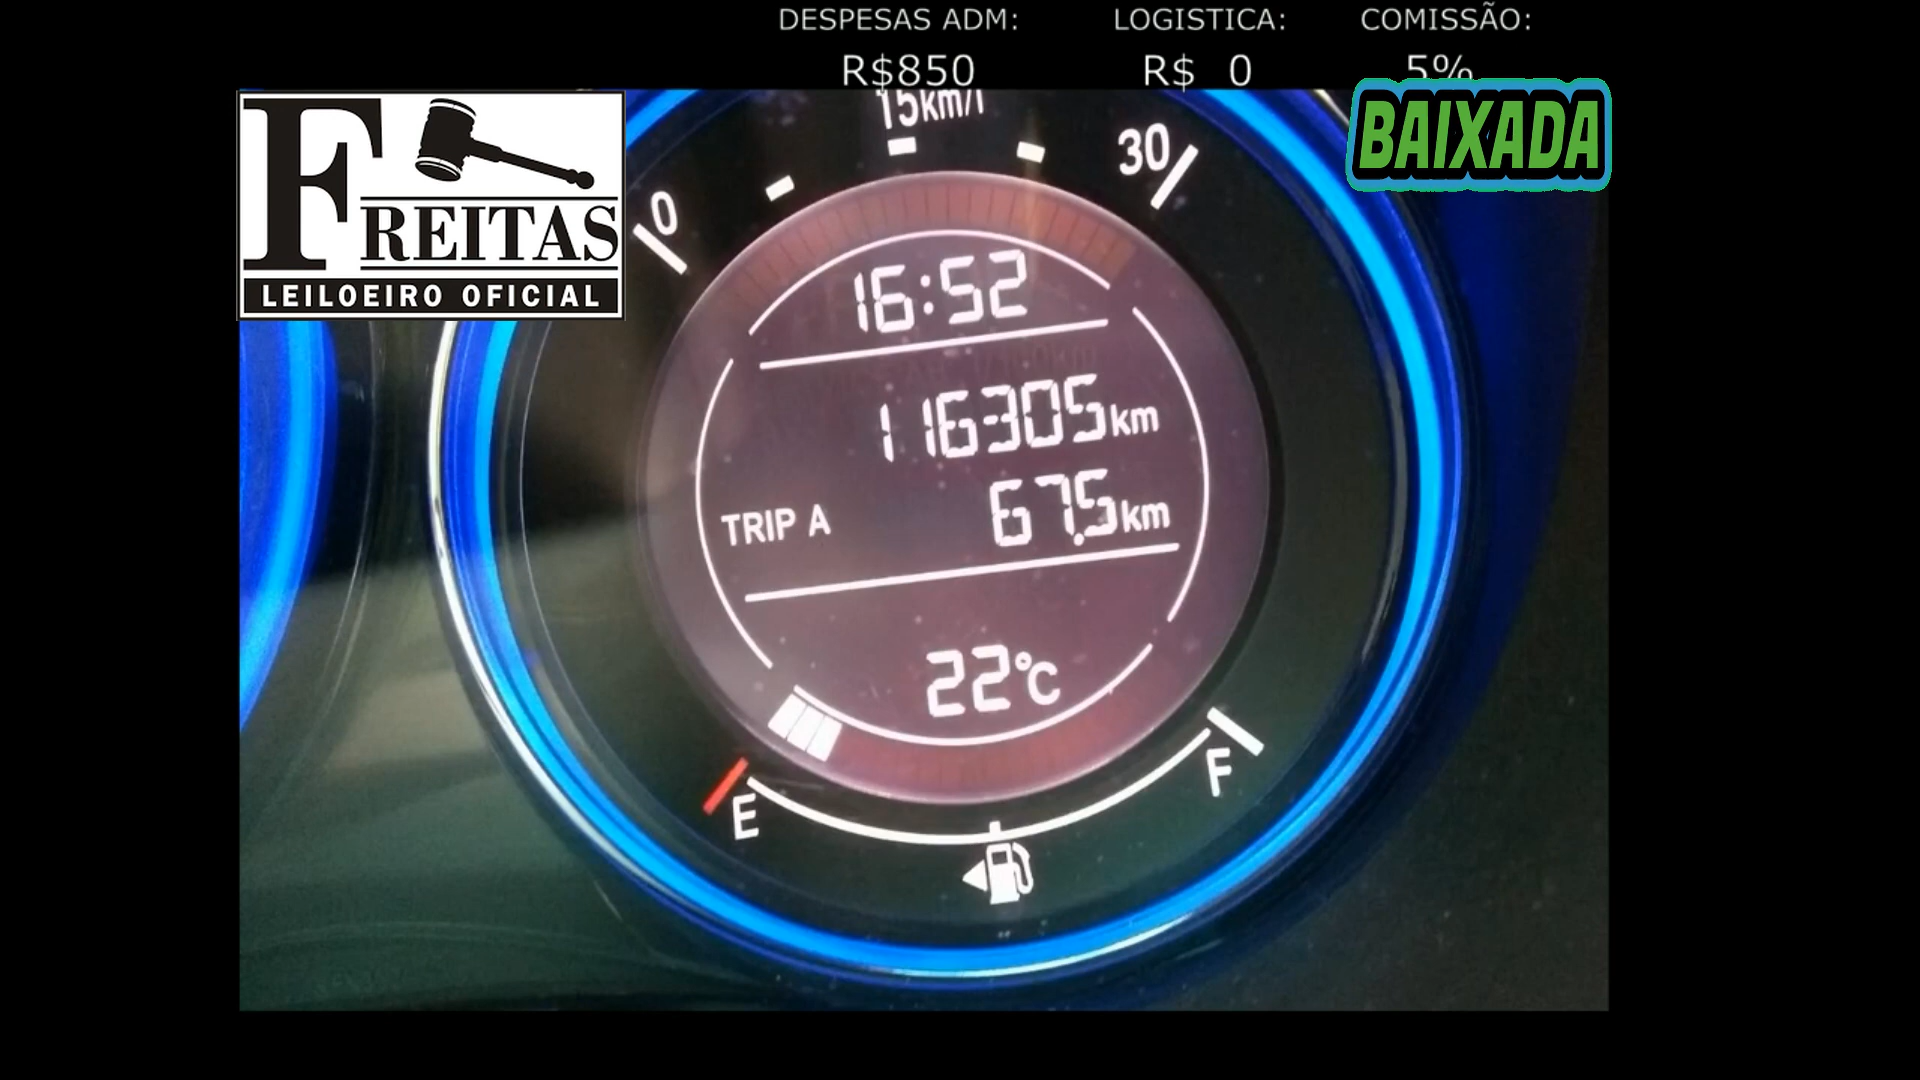 DESPESAS ADM: LOGISTICA: COMISSÃO:
R$850 R$ 0 5%
FREITAS
LEILOEIRO OFICIAL
BAIXADA
0 15km/l 30
16:52
116305km
TRIP A 67.5km
22°C
E F